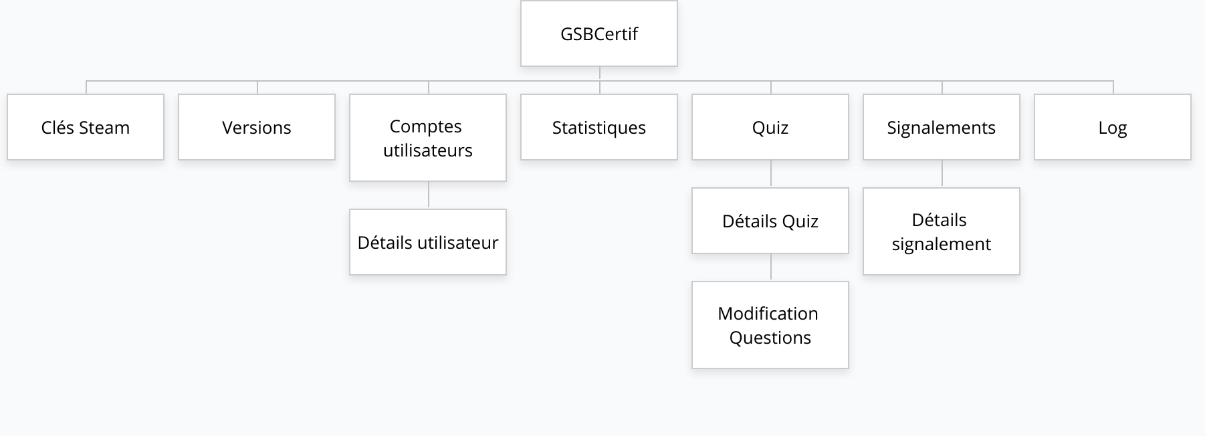 GSBCertif
Clés Steam
Versions
Comptes
utilisateurs
Statistiques
Quiz
Signalements
Log
Détails utilisateur
Détails Quiz
Détails
signalement
Modification
Questions